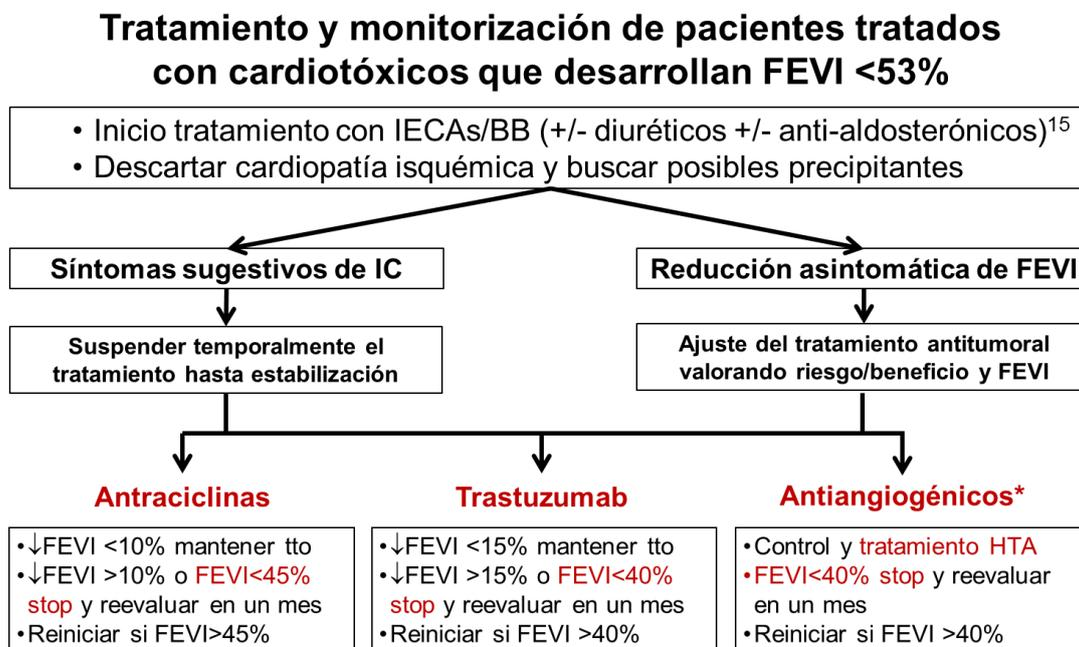 Tratamiento y monitorización de pacientes tratados
con cardiotóxicos que desarrollan FEVI <53%
• Inicio tratamiento con IECAs/BB (+/- diuréticos +/- anti-aldosterónicos)15
• Descartar cardiopatía isquémica y buscar posibles precipitantes
Síntomas sugestivos de IC
Reducción asintomática de FEVI
Suspender temporalmente el
tratamiento hasta estabilización
Ajuste del tratamiento antitumoral
valorando riesgo/beneficio y FEVI
Antraciclinas
•↓FEVI <10% mantener tto
•↓FEVI >10% o FEVI<45%
stop y reevaluar en un mes
•Reiniciar si FEVI>45%
Trastuzumab
•↓FEVI <15% mantener tto
•↓FEVI >15% o FEVI<40%
stop y reevaluar en un mes
•Reiniciar si FEVI >40%
Antiangiogénicos*
•Control y tratamiento HTA
•FEVI<40% stop y reevaluar
en un mes
•Reiniciar si FEVI >40%